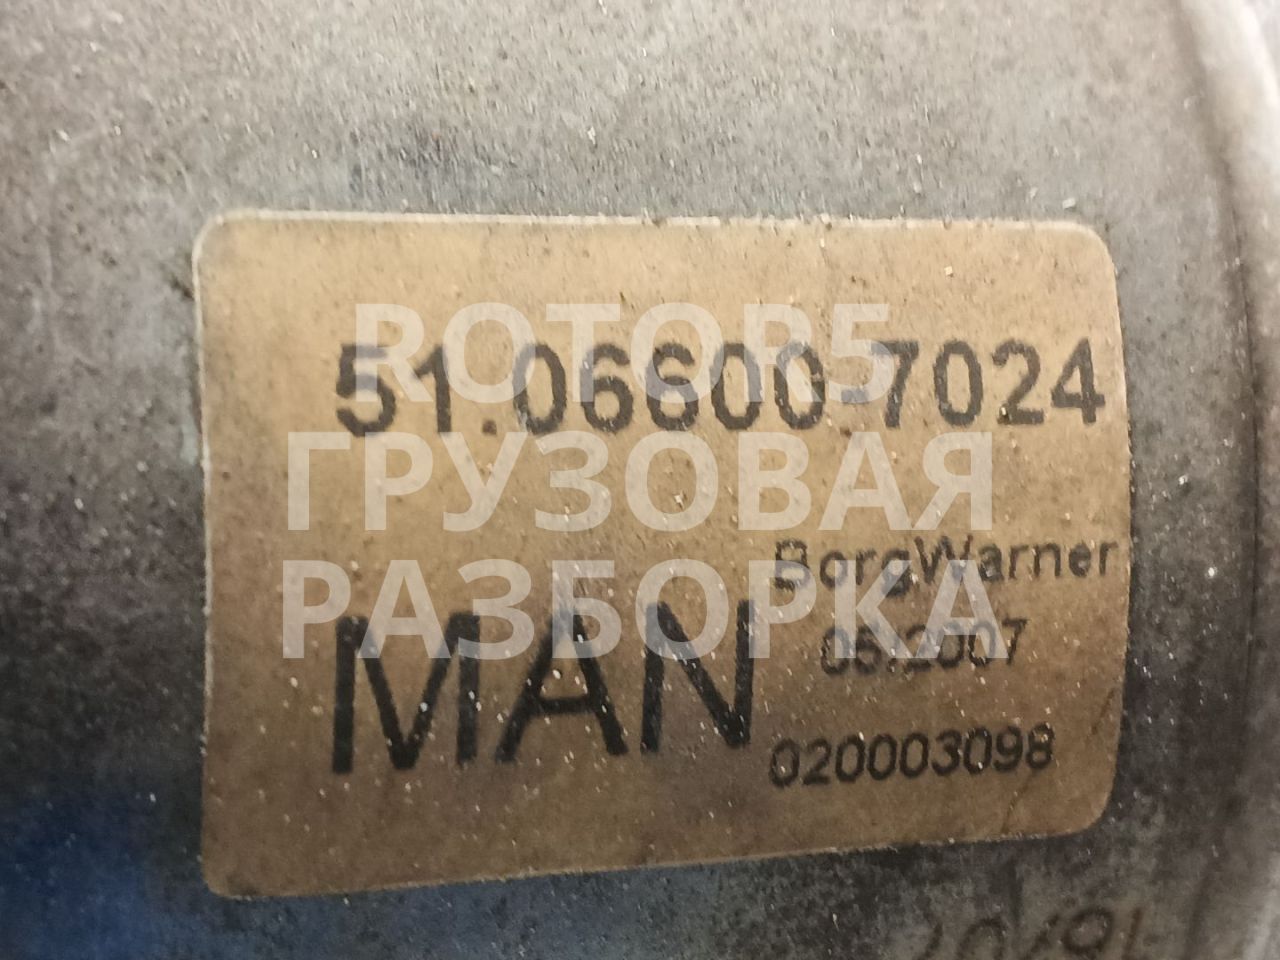 ROTOR5
51.06600-7024
ГРУЗОВАЯ
BorgWarner
РАЗБОРКА
MAN
05.2007
020003098